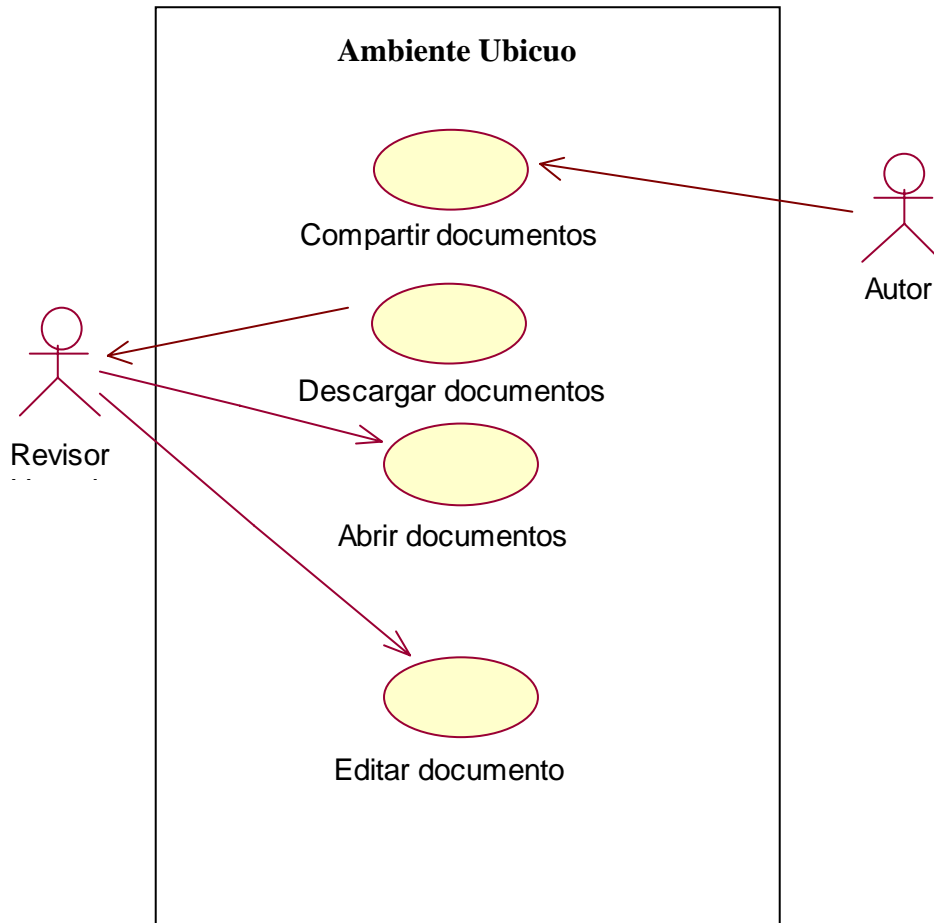 Ambiente Ubicuo
Compartir documentos
Autor
Descargar documentos
Revisor
Abrir documentos
Editar documento